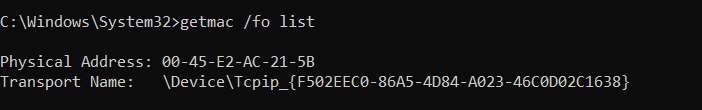 C:\Windows\System32>getmac /fo list
Physical Address: 00-45-E2-AC-21-5B
Transport Name:   \Device\Tcpip_{F502EEC0-86A5-4D84-A023-46C0D02C1638}